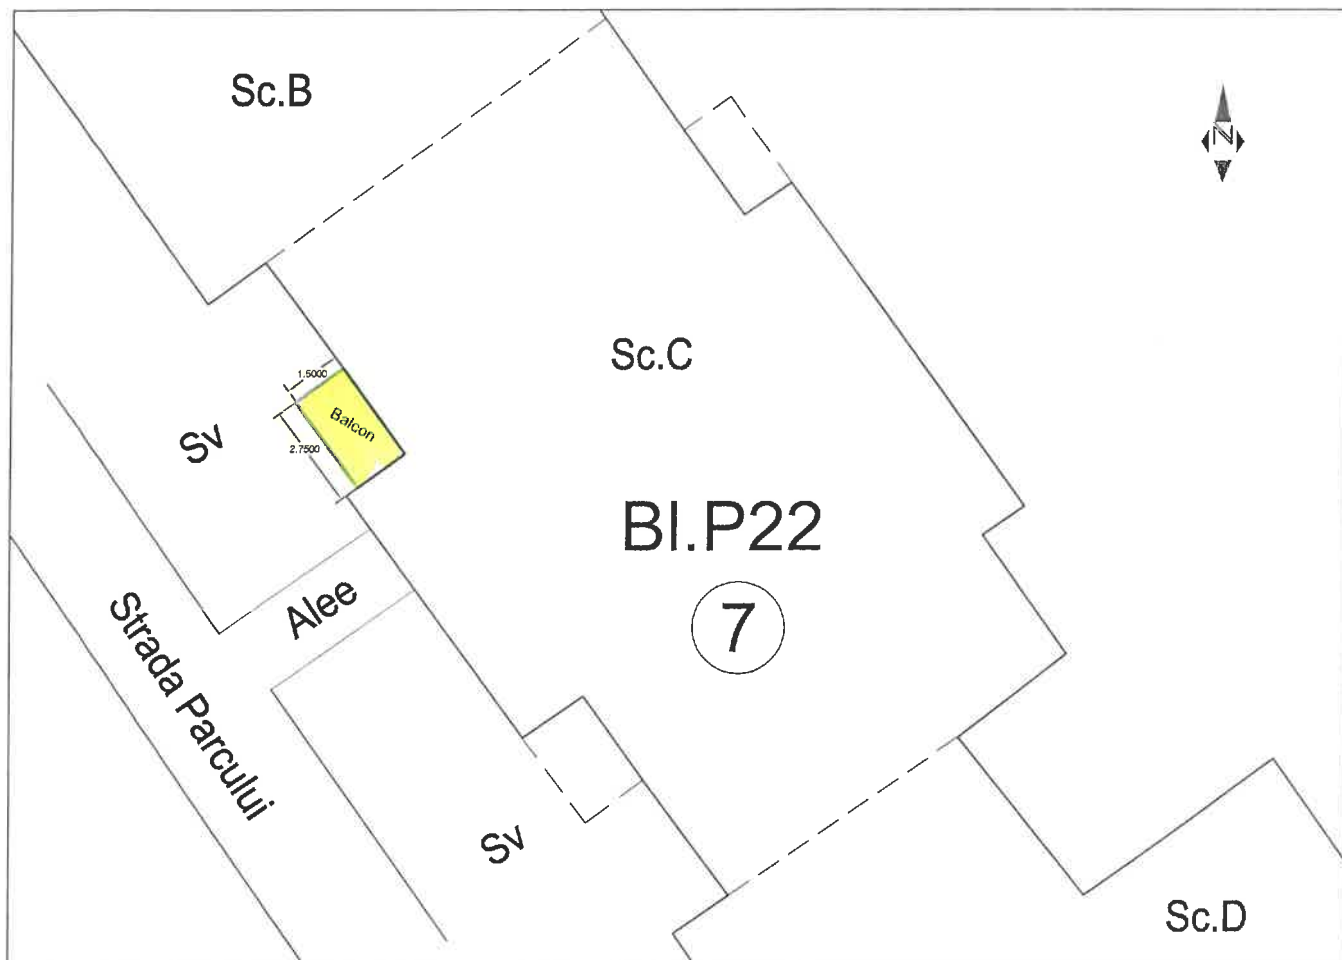 Sc.B
N
Sc.C
1.5000
Balcon
2.7500
Sv
Bl.P22
7
Alee
Strada Parcului
Sv
Sc.D